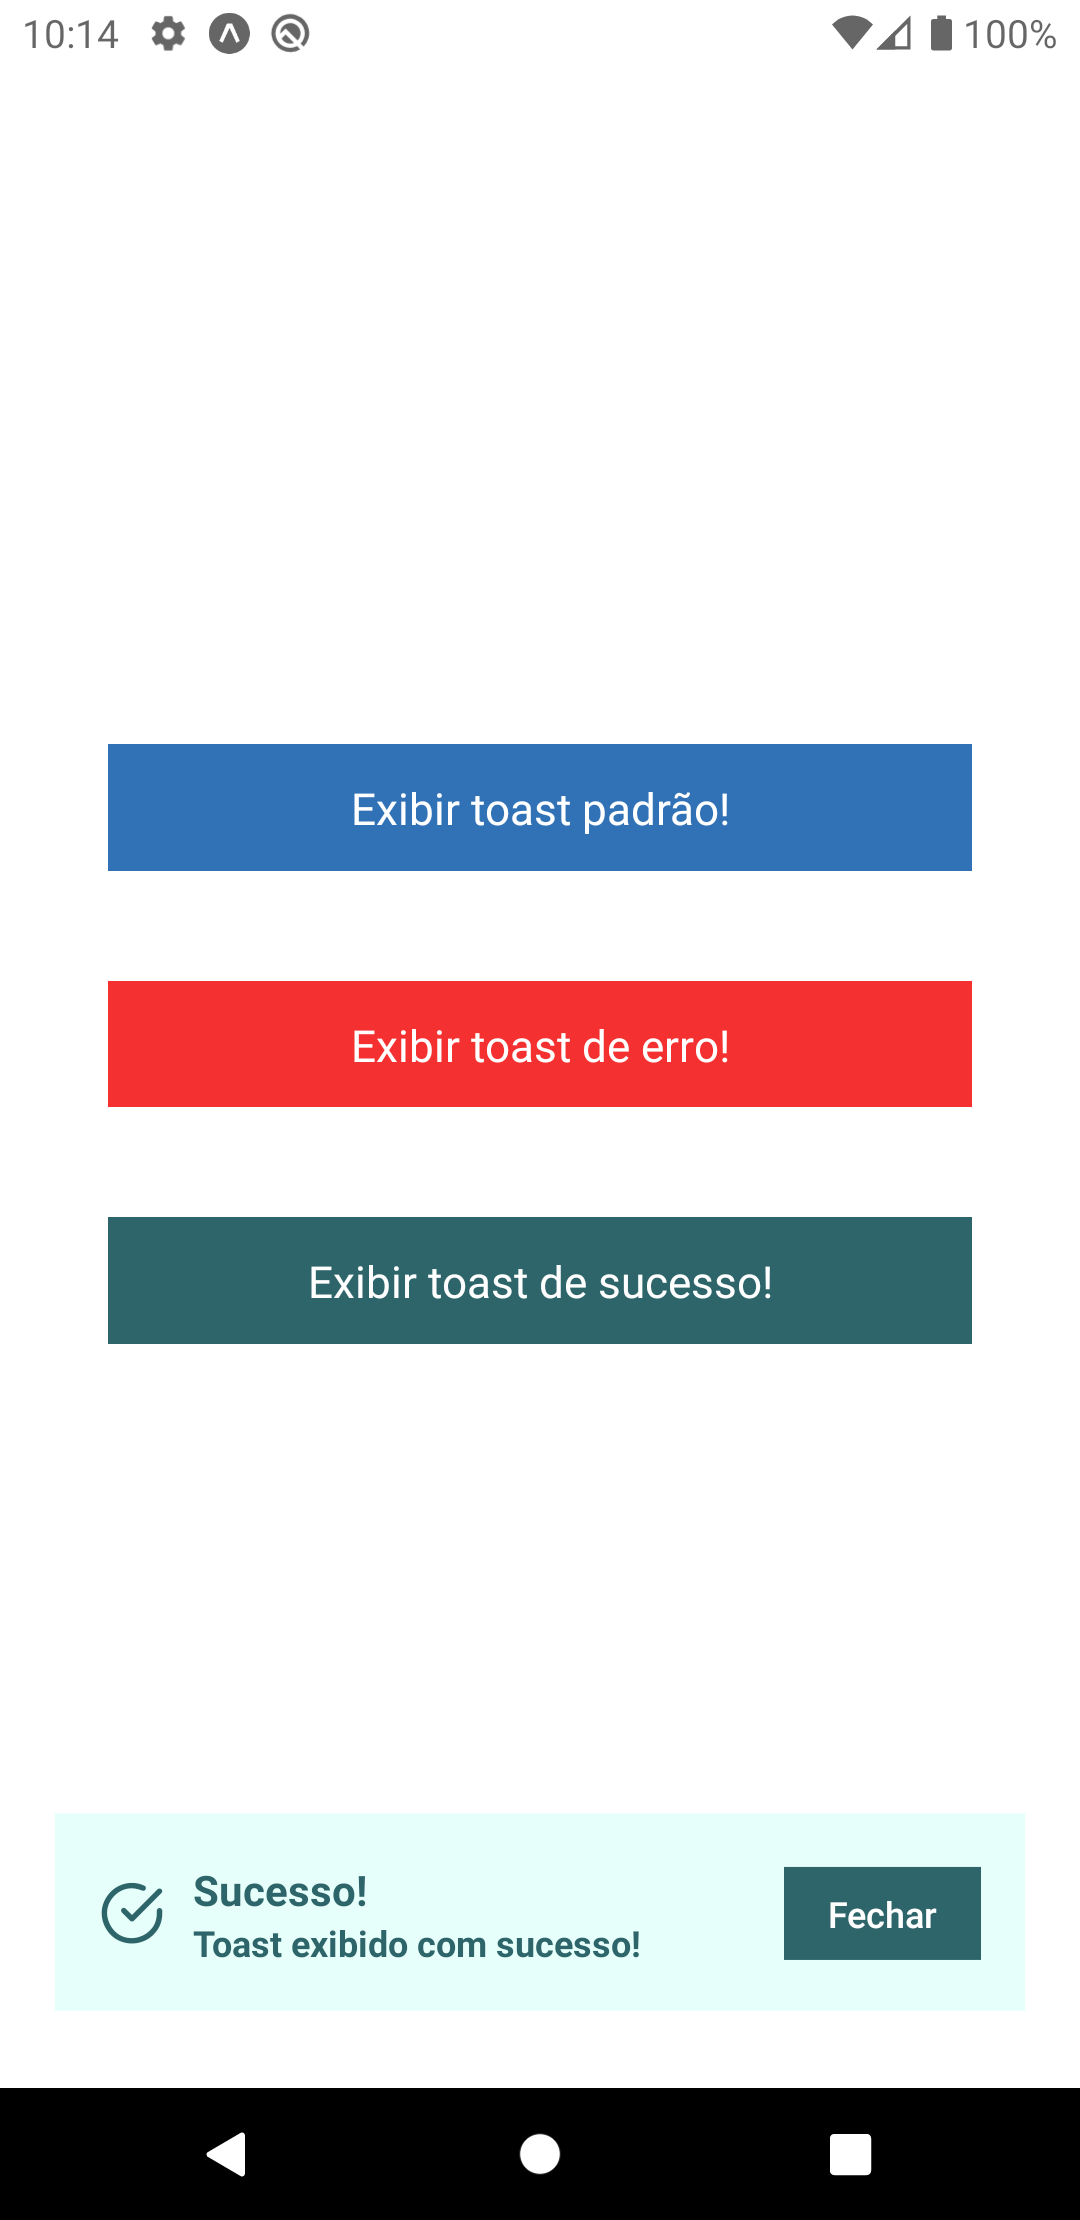 10:14
100%
Exibir toast padrão!
Exibir toast de erro!
Exibir toast de sucesso!
Sucesso!
Toast exibido com sucesso!
Fechar